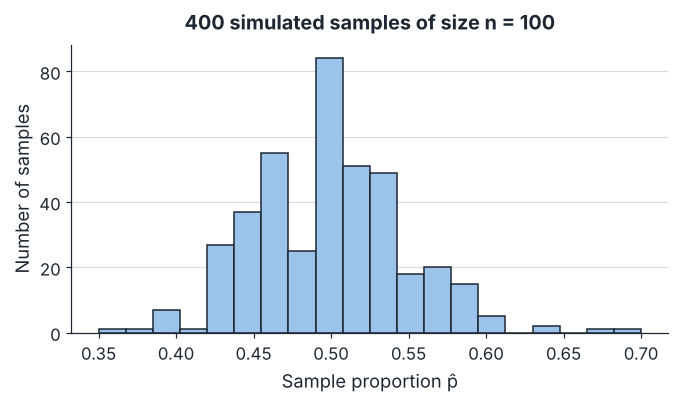 400 simulated samples of size n = 100
Number of samples
80
60
40
20
0
0.35 0.40 0.45 0.50 0.55 0.60 0.65 0.70
Sample proportion p̂